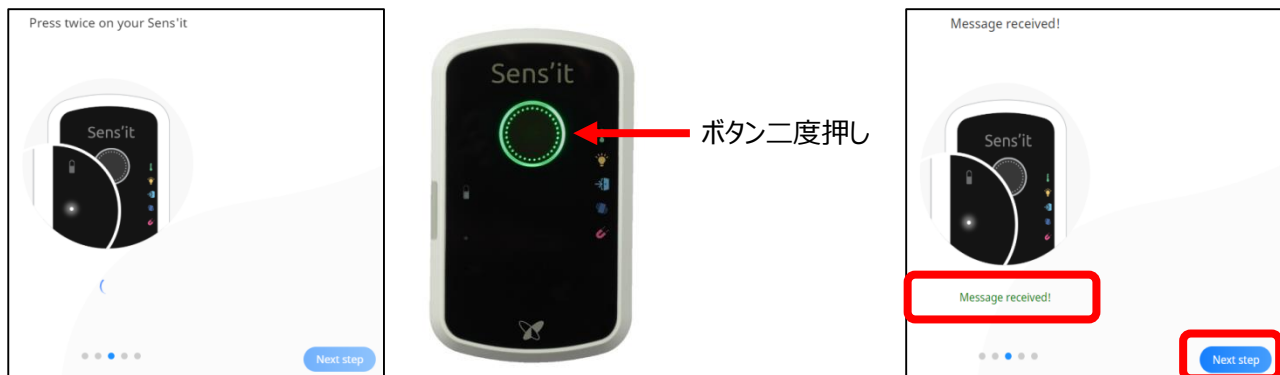 Press twice on your Sens'it
Sens'it
Next step
Sens'it
ボタン二度押し
Message received!
Sens'it
Message received!
Next step